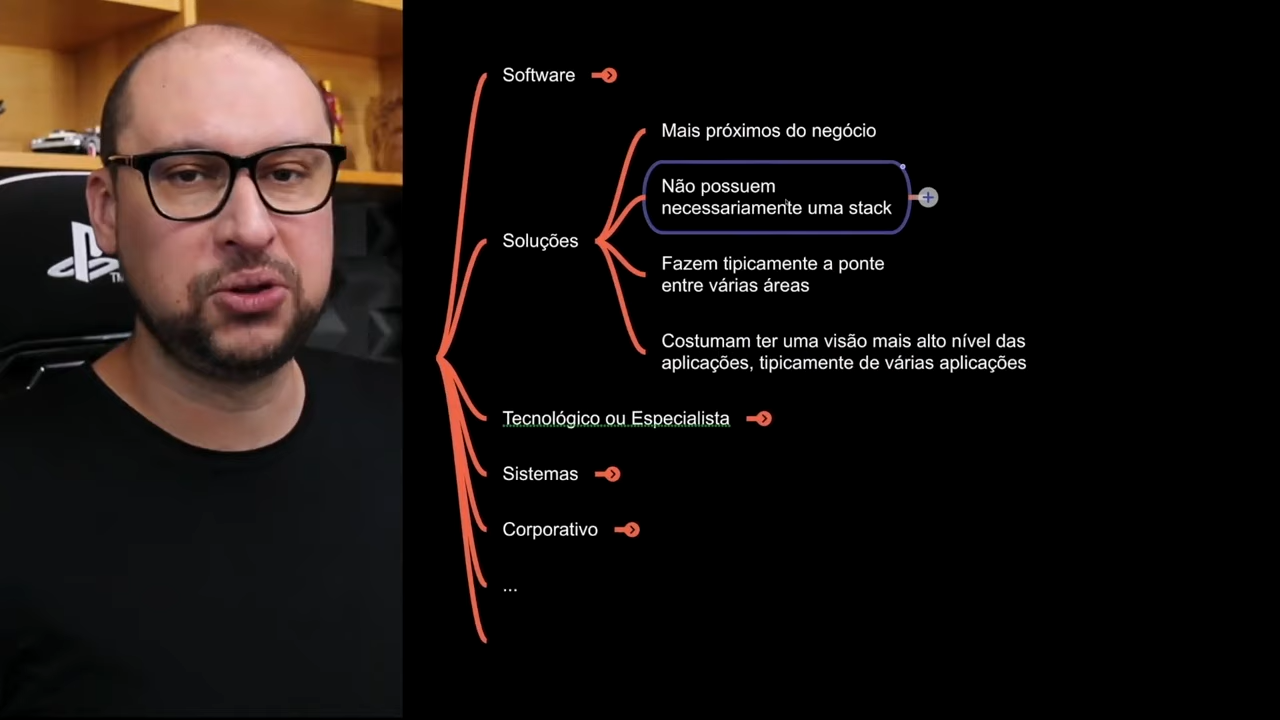 Software
Mais próximos do negócio
Não possuem
necessariamente uma stack
Soluções
Fazem tipicamente a ponte
entre várias áreas
Costumam ter uma visão mais alto nível das
aplicações, tipicamente de várias aplicações
Tecnológico ou Especialista
Sistemas
Corporativo
...